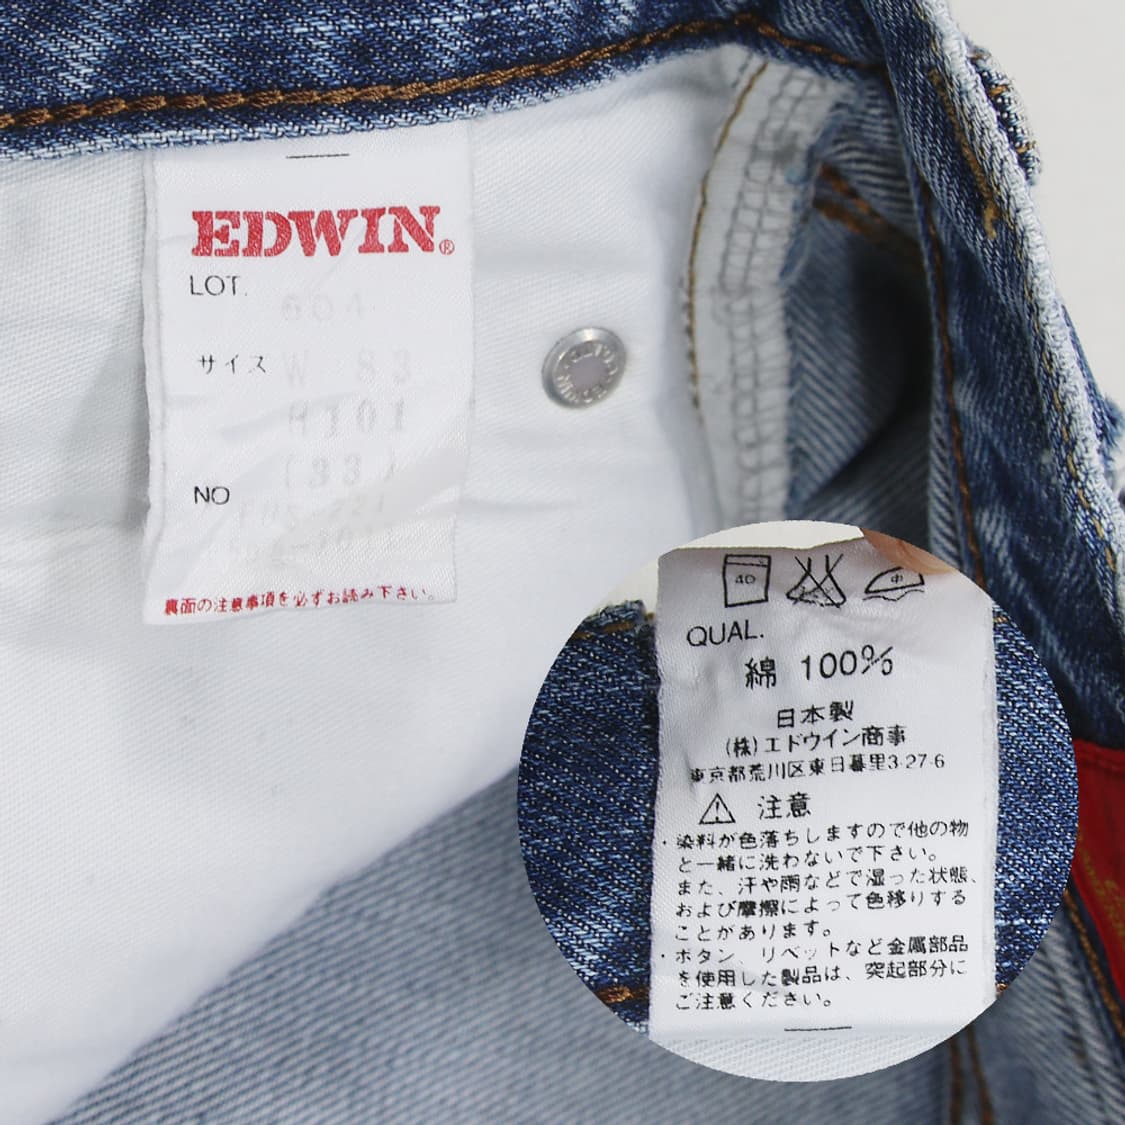 EDWIN®
LOT.
604
サイズ W 83
H101
(33)
NO
裏面の注意事項を必ずお読み下さい。
40
QUAL.
綿 100%
日本製
(株)エドウイン商事
東京都荒川区東日暮里3-27-6
注意
・染料が色落ちしますので他の物
と一緒に洗わないで下さい。
また、汗や雨などで湿った状態、
および摩擦によって色移りする
ことがあります。
・ボタン、リベットなど金属部品
を使用した製品は、突起部分に
ご注意ください。